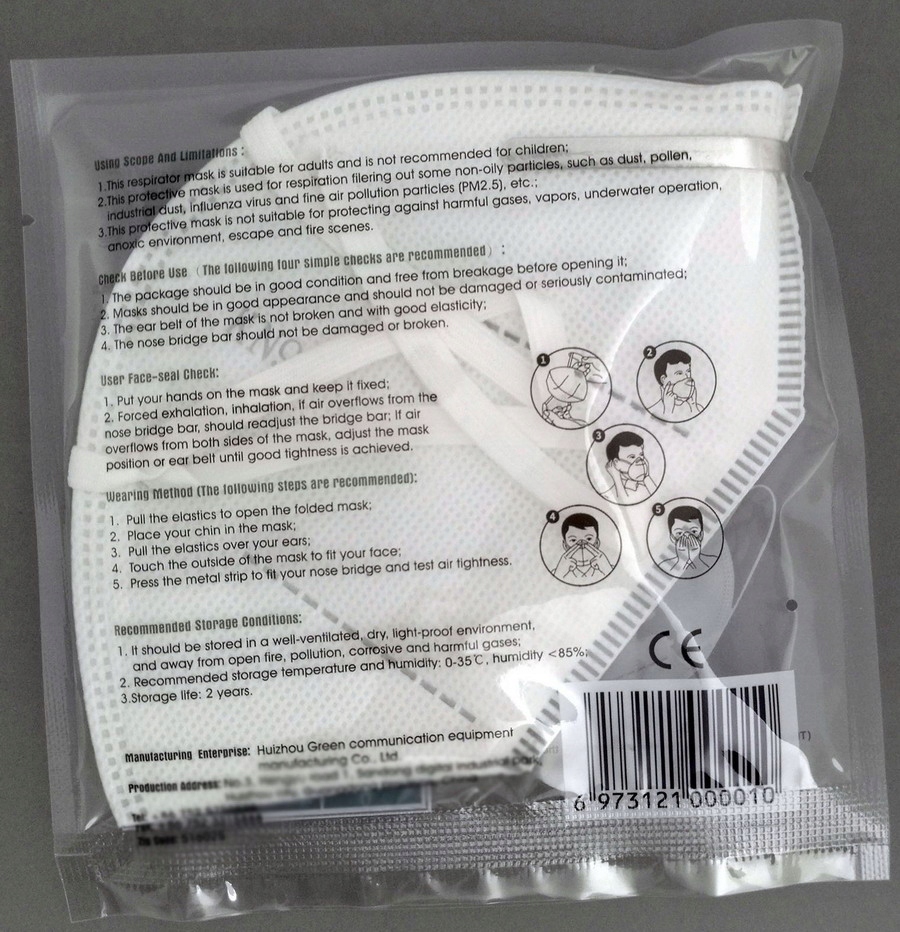 Using Scope And Limitations :
1.This respirator mask is suitable for adults and is not recommended for children;
2.This protective mask is used for respiration filering out some non-oily particles, such as dust, pollen,
industrial dust, influenza virus and fine air pollution particles (PM2.5), etc.;
3.This protective mask is not suitable for protecting against harmful gases, vapors, underwater operation,
anoxic environment, escape and fire scenes.
Check Before Use （The following four simple checks are recommended）:
1. The package should be in good condition and free from breakage before opening it;
2. Masks should be in good appearance and should not be damaged or seriously contaminated;
3. The ear belt of the mask is not broken and with good elasticity;
4. The nose bridge bar should not be damaged or broken.
User Face-seal Check:
1. Put your hands on the mask and keep it fixed;
2. Forced exhalation, inhalation, if air overflows from the
nose bridge bar, should readjust the bridge bar; If air
overflows from both sides of the mask, adjust the mask
position or ear belt until good tightness is achieved.
1
2
3
4
5
Wearing Method (The following steps are recommended):
1. Pull the elastics to open the folded mask;
2. Place your chin in the mask;
3. Pull the elastics over your ears;
4. Touch the outside of the mask to fit your face;
5. Press the metal strip to fit your nose bridge and test air tightness.
Recommended Storage Conditions:
1. It should be stored in a well-ventilated, dry, light-proof environment,
and away from open fire, pollution, corrosive and harmful gases;
2. Recommended storage temperature and humidity: 0-35℃, humidity <85%;
3.Storage life: 2 years.
CE
Manufacturing Enterprise: Huizhou Green communication equipment
manufacturing Co., Ltd.
Production Address:
Tel:
6 973121 000010